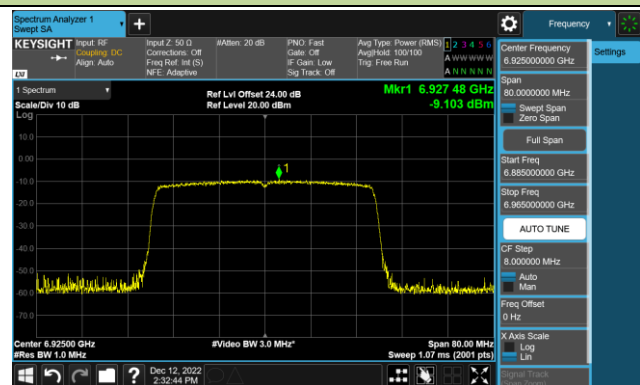 Spectrum Analyzer 1
Swept SA
+
Frequency
KEYSIGHT
Input: RF
Coupling: DC
Align: Auto
Input Z: 50 Ω
Corrections: Off
Freq Ref: Int (S)
NFE: Adaptive
#Atten: 20 dB
PNO: Fast
Gate: Off
IF Gain: Low
Sig Track: Off
Avg Type: Power (RMS)
Avg|Hold: 100/100
Trig: Free Run
1 2 3 4 5 6
A W W W W W
A N N N N N
LXI
1 Spectrum
Scale/Div 10 dB
Log
Ref Lvl Offset 24.00 dB
Ref Level 20.00 dBm
Mkr1 6.927 48 GHz
-9.103 dBm
10.0
0.00
-10.0
-20.0
-30.0
-40.0
-50.0
-60.0
-70.0
1
Center 6.92500 GHz
#Res BW 1.0 MHz
#Video BW 3.0 MHz*
Span 80.00 MHz
Sweep 1.07 ms (2001 pts)
Center Frequency
6.925000000 GHz
Span
80.0000000 MHz
Swept Span
Zero Span
Full Span
Start Freq
6.885000000 GHz
Stop Freq
6.965000000 GHz
AUTO TUNE
CF Step
8.000000 MHz
Auto
Man
Freq Offset
0 Hz
X Axis Scale
Log
Lin
Signal Track
Settings
?
Dec 12, 2022
2:32:44 PM